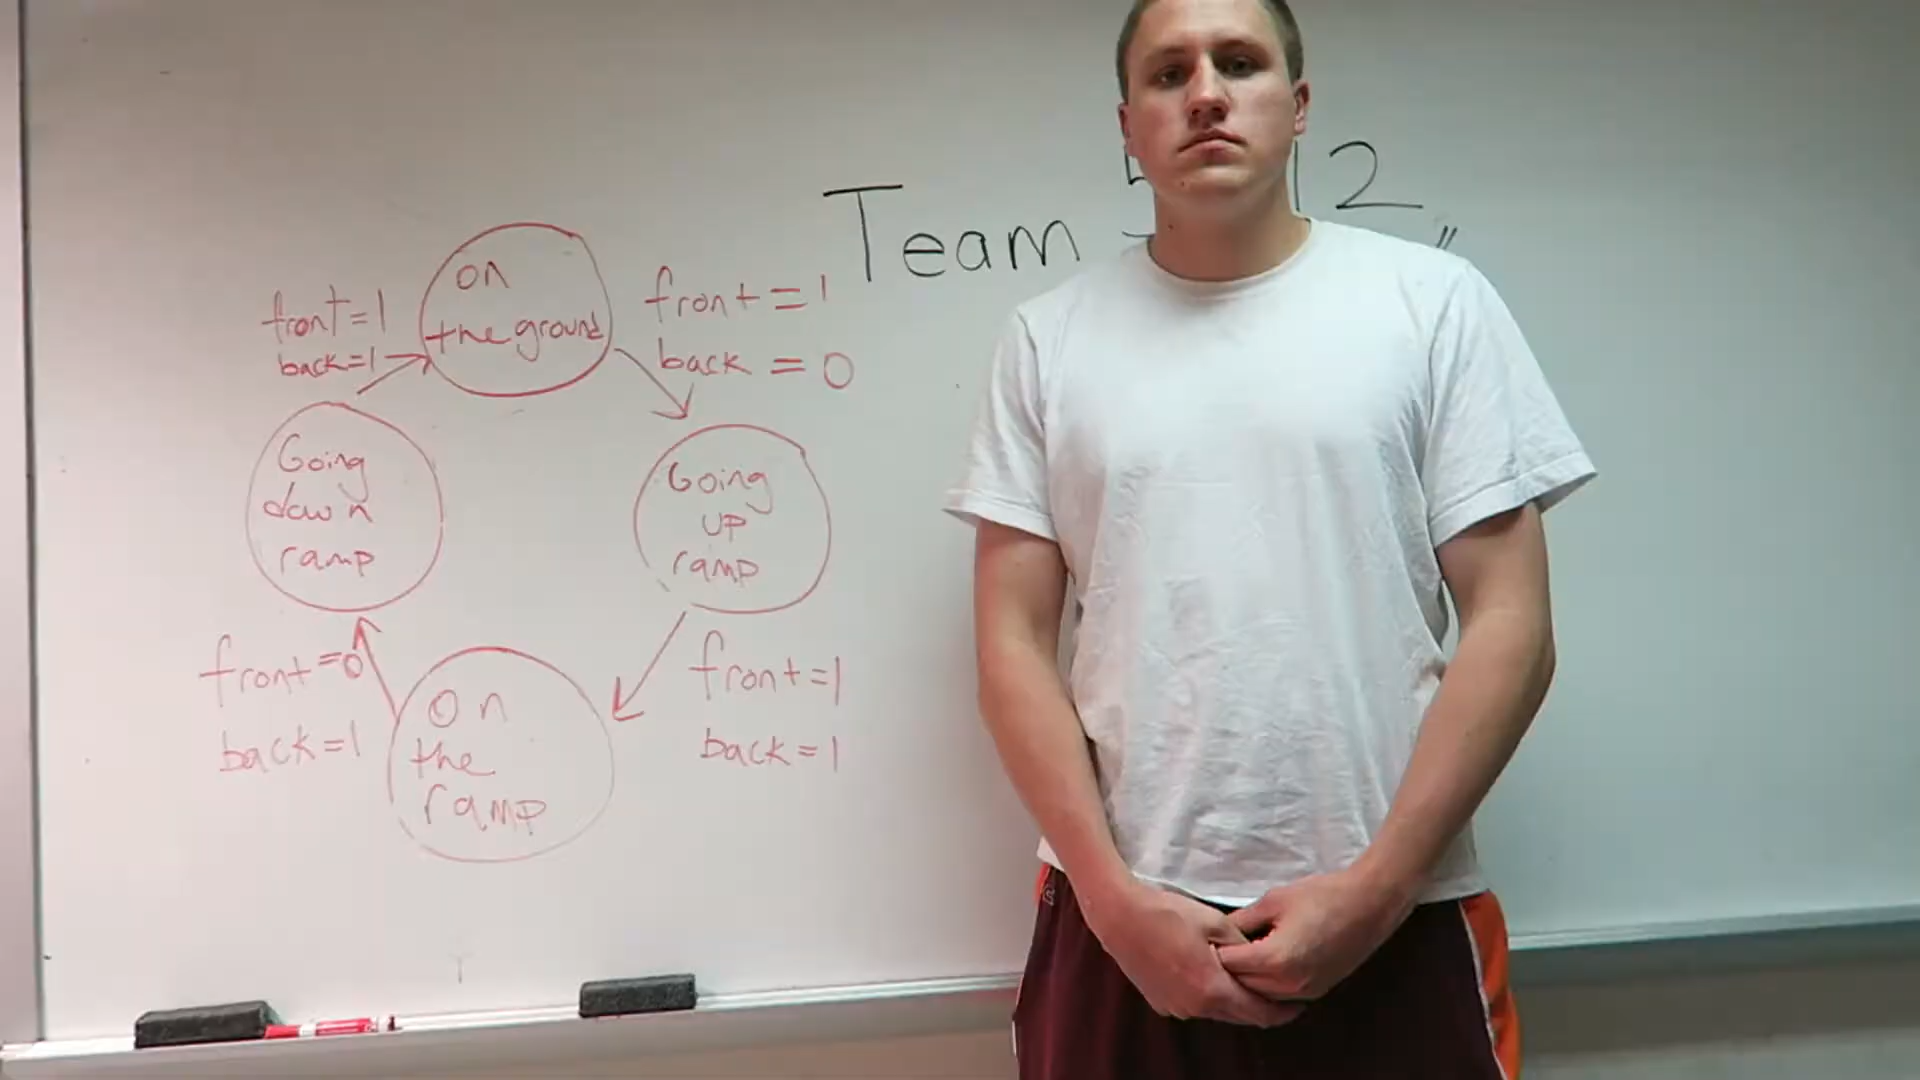 Team
12
on
the ground
front = 1
back = 0
Going
up
ramp
front=1
back=1
On
the
ramp
front=0
back=1
Going
down
ramp
front=1
back=1